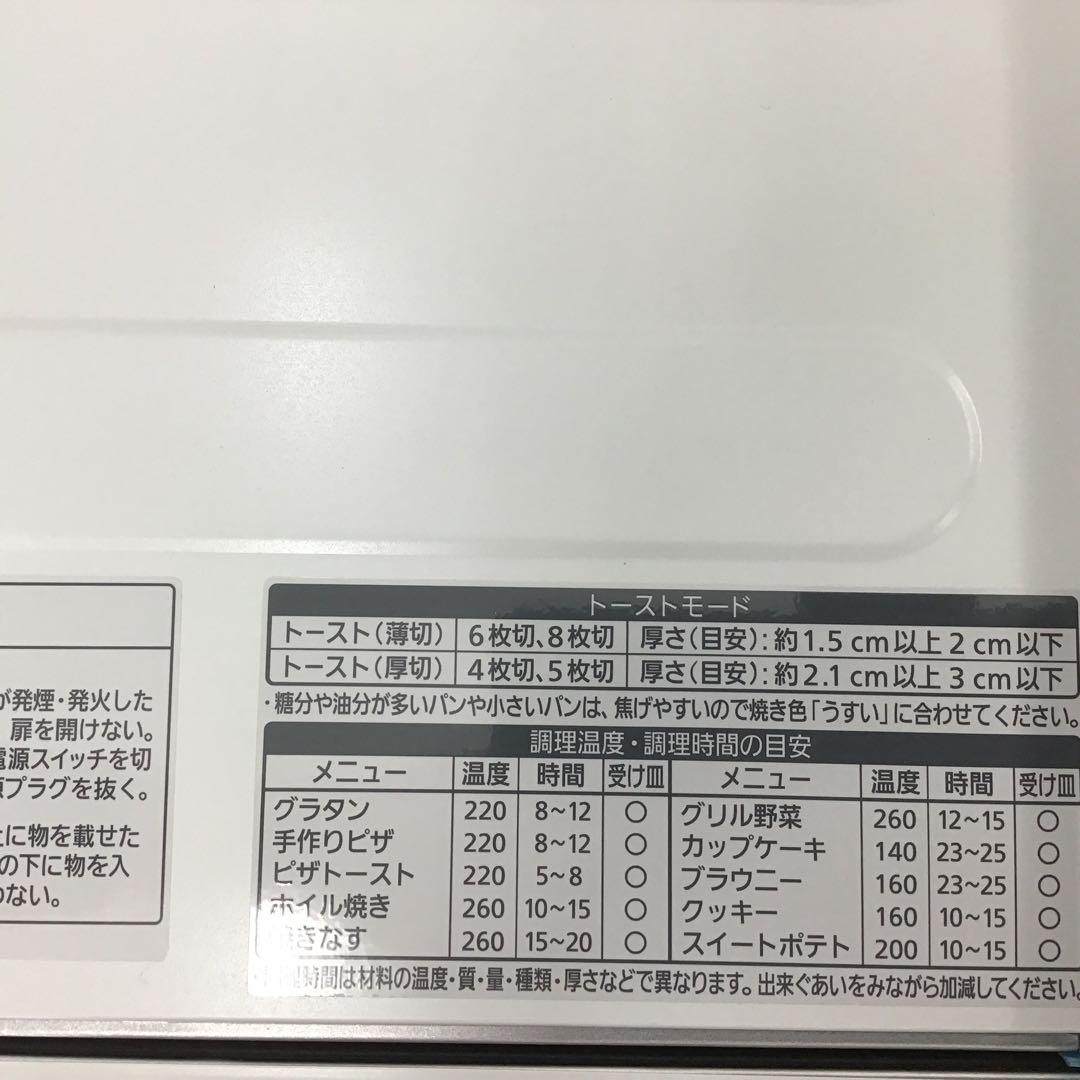 が発煙・発火した
扉を開けない。
電源スイッチを切
プラグを抜く。
に物を載せた
の下に物を入
ない。
トーストモード
トースト(薄切) 6枚切、8枚切 厚さ(目安):約1.5 cm以上 2 cm以下
トースト(厚切) 4枚切、5枚切 厚さ(目安):約2.1 cm以上 3 cm以下
・糖分や油分が多いパンや小さいパンは、焦げやすいので焼き色「うすい」に合わせてください。
調理温度・調理時間の目安
メニュー 温度 時間 受け皿 メニュー 温度 時間 受け皿
グラタン 220 8~12 ○ グリル野菜 260 12~15 ○
手作りピザ 220 8~12 ○ カップケーキ 140 23~25 ○
ピザトースト 220 5~8 ○ ブラウニー 160 23~25 ○
ホイル焼き 260 10~15 ○ クッキー 160 10~15 ○
焼きなす 260 15~20 ○ スイートポテト 200 10~15 ○
調理時間は材料の温度・質・量・種類・厚さなどで異なります。出来ぐあいをみながら加減してください。